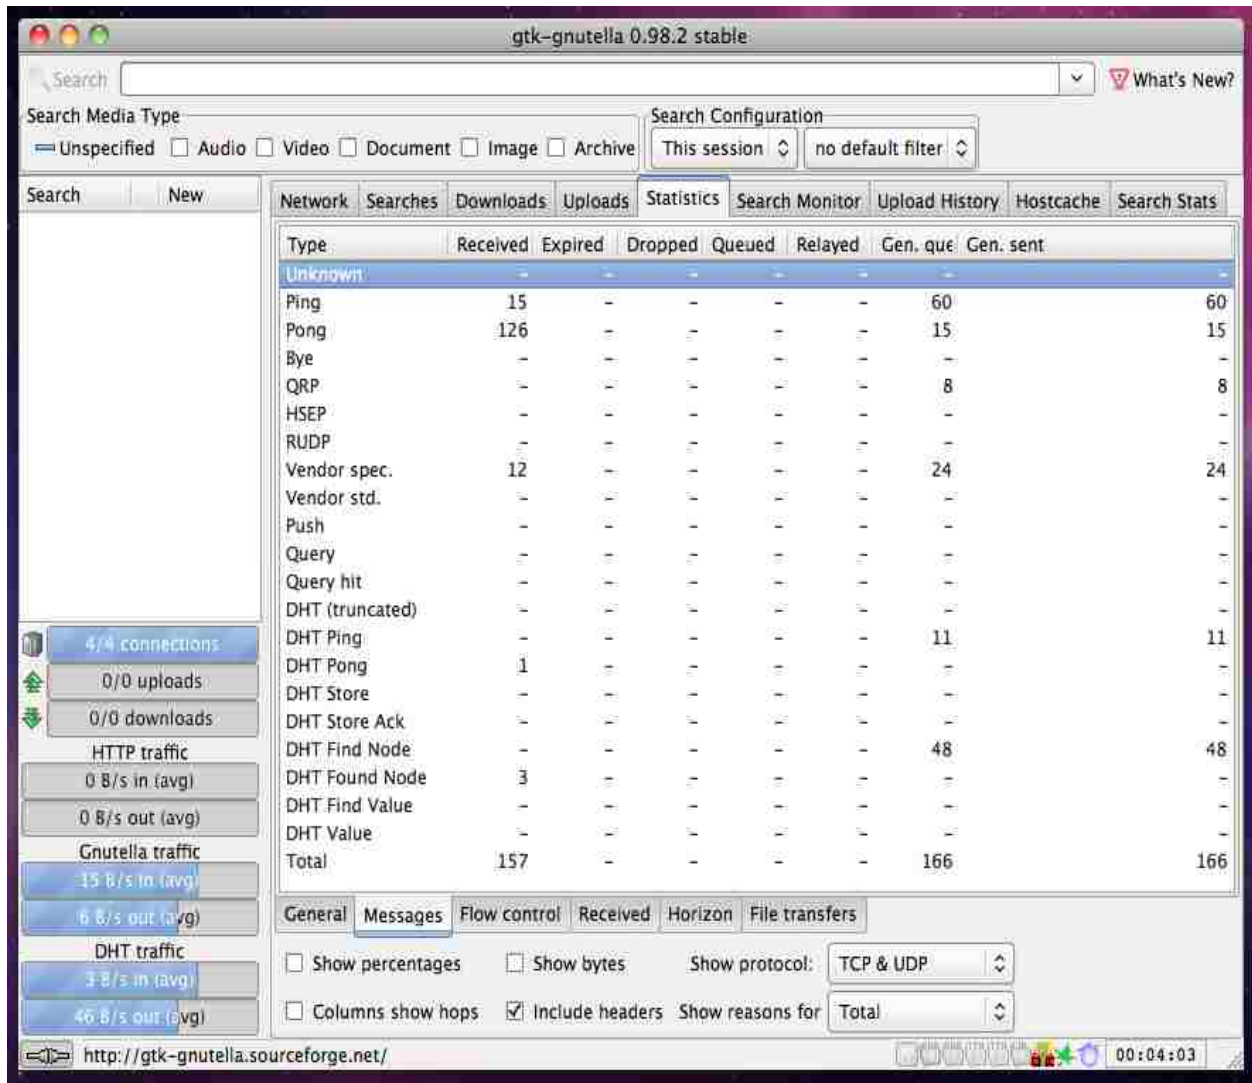 gtk-gnutella 0.98.2 stable
Search What's New?
Search Media Type Search Configuration
Unspecified Audio Video Document Image Archive This session no default filter
Search New Network Searches Downloads Uploads Statistics Search Monitor Upload History Hostcache Search Stats
Type Received Expired Dropped Queued Relayed Gen. que Gen. sent
Unknown - - - - - - -
Ping 15 - - - - 60 60
Pong 126 - - - - 15 15
Bye - - - - - - -
QRP - - - - - 8 8
HSEP - - - - - - -
RUDP - - - - - - -
Vendor spec. 12 - - - - 24 24
Vendor std. - - - - - - -
Push - - - - - - -
Query - - - - - - -
Query hit - - - - - - -
DHT (truncated) - - - - - - -
DHT Ping - - - - - 11 11
DHT Pong 1 - - - - - -
DHT Store - - - - - - -
DHT Store Ack - - - - - - -
DHT Find Node - - - - - 48 48
DHT Found Node 3 - - - - - -
DHT Find Value - - - - - - -
DHT Value - - - - - - -
Total 157 - - - - 166 166
4/4 connections
0/0 uploads
0/0 downloads
HTTP traffic
0 B/s in (avg)
0 B/s out (avg)
Gnutella traffic
15 B/s in (avg)
6 B/s out (avg)
DHT traffic
3 B/s in (avg)
46 B/s out (avg)
General Messages Flow control Received Horizon File transfers
Show percentages Show bytes Show protocol: TCP & UDP
Columns show hops Include headers Show reasons for Total
http://gtk-gnutella.sourceforge.net/ 00:04:03